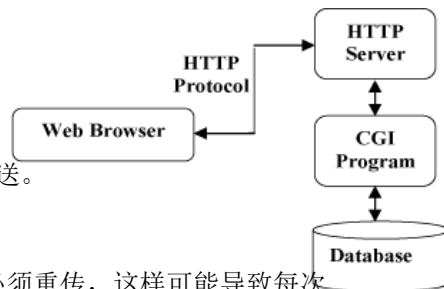 HTTP
Server
HTTP
Protocol
Web Browser
CGI
Program
送。
Database
必须重传，这样可能导致每次